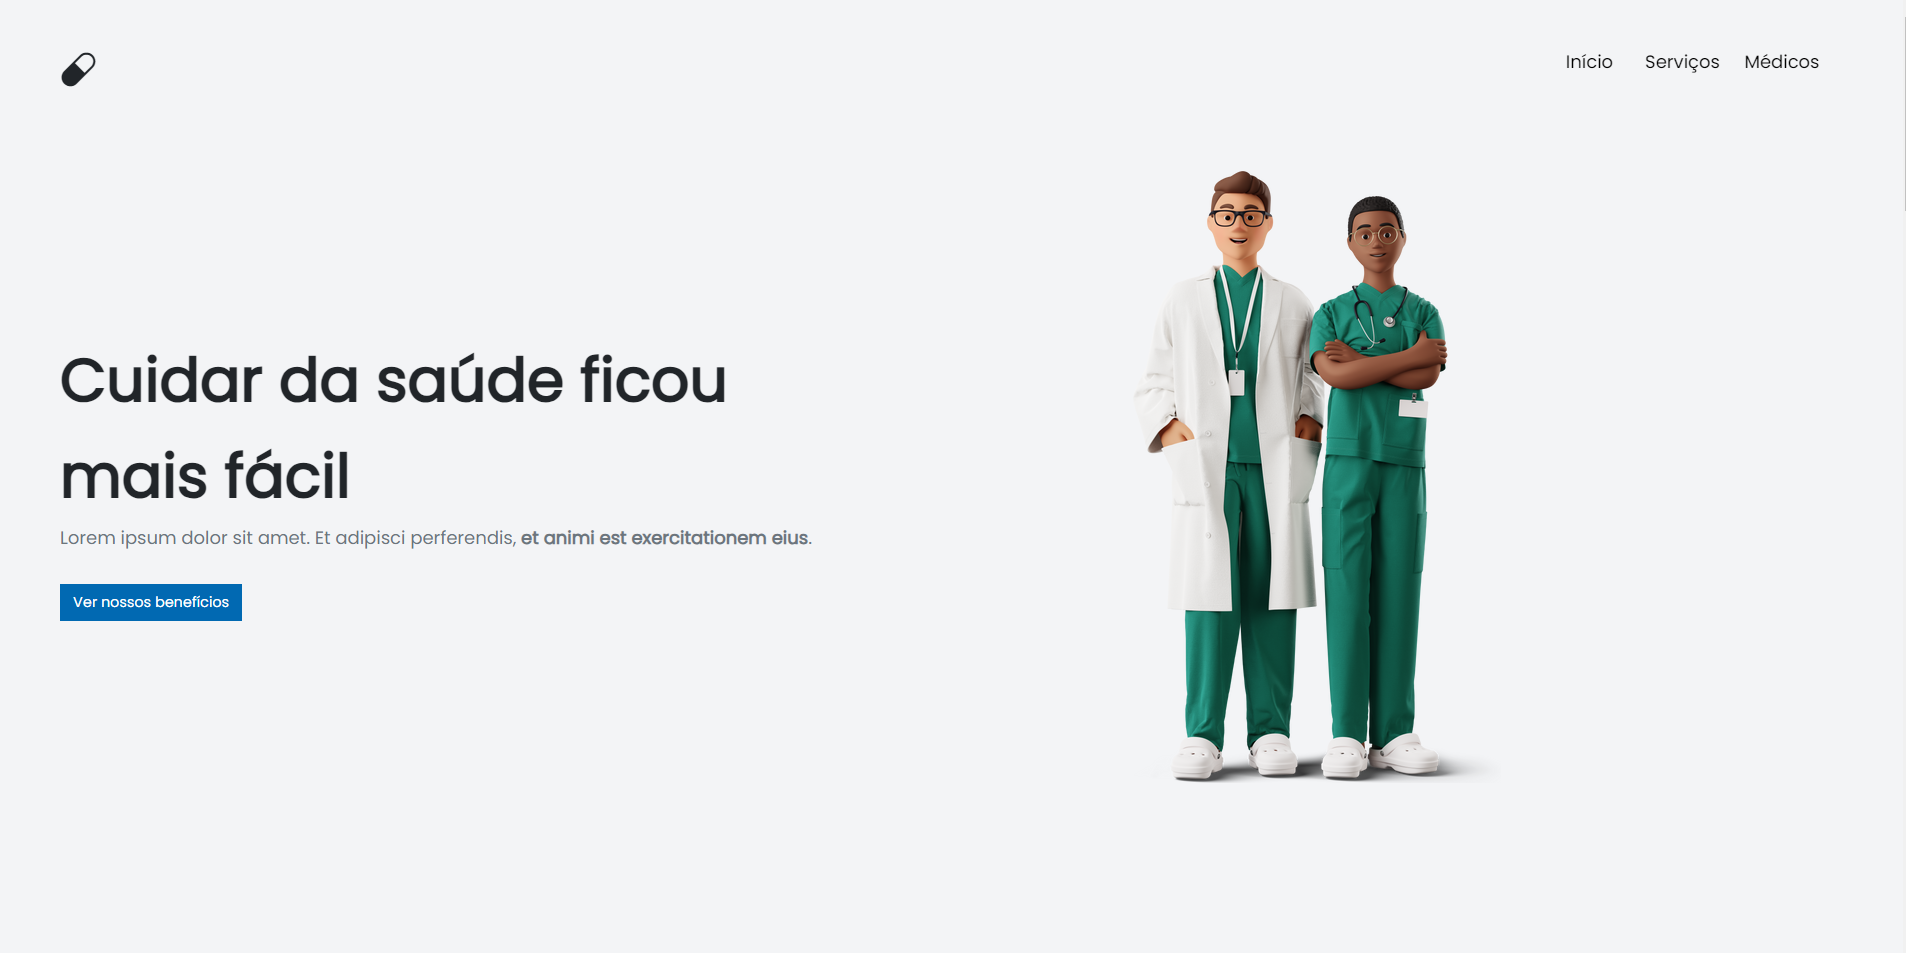 Início Serviços Médicos
Cuidar da saúde ficou
mais fácil
Lorem ipsum dolor sit amet. Et adipisci perferendis, et animi est exercitationem eius.
Ver nossos benefícios